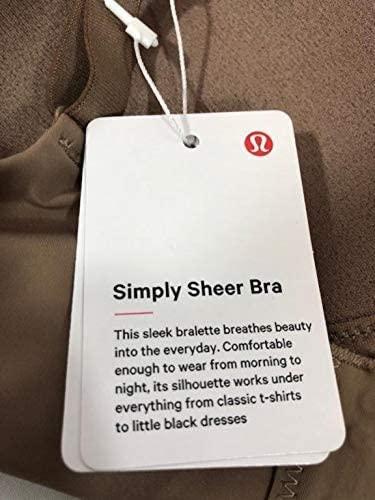 Simply Sheer Bra
This sleek bralette breathes beauty
into the everyday. Comfortable
enough to wear from morning to
night, its silhouette works under
everything from classic t-shirts
to little black dresses